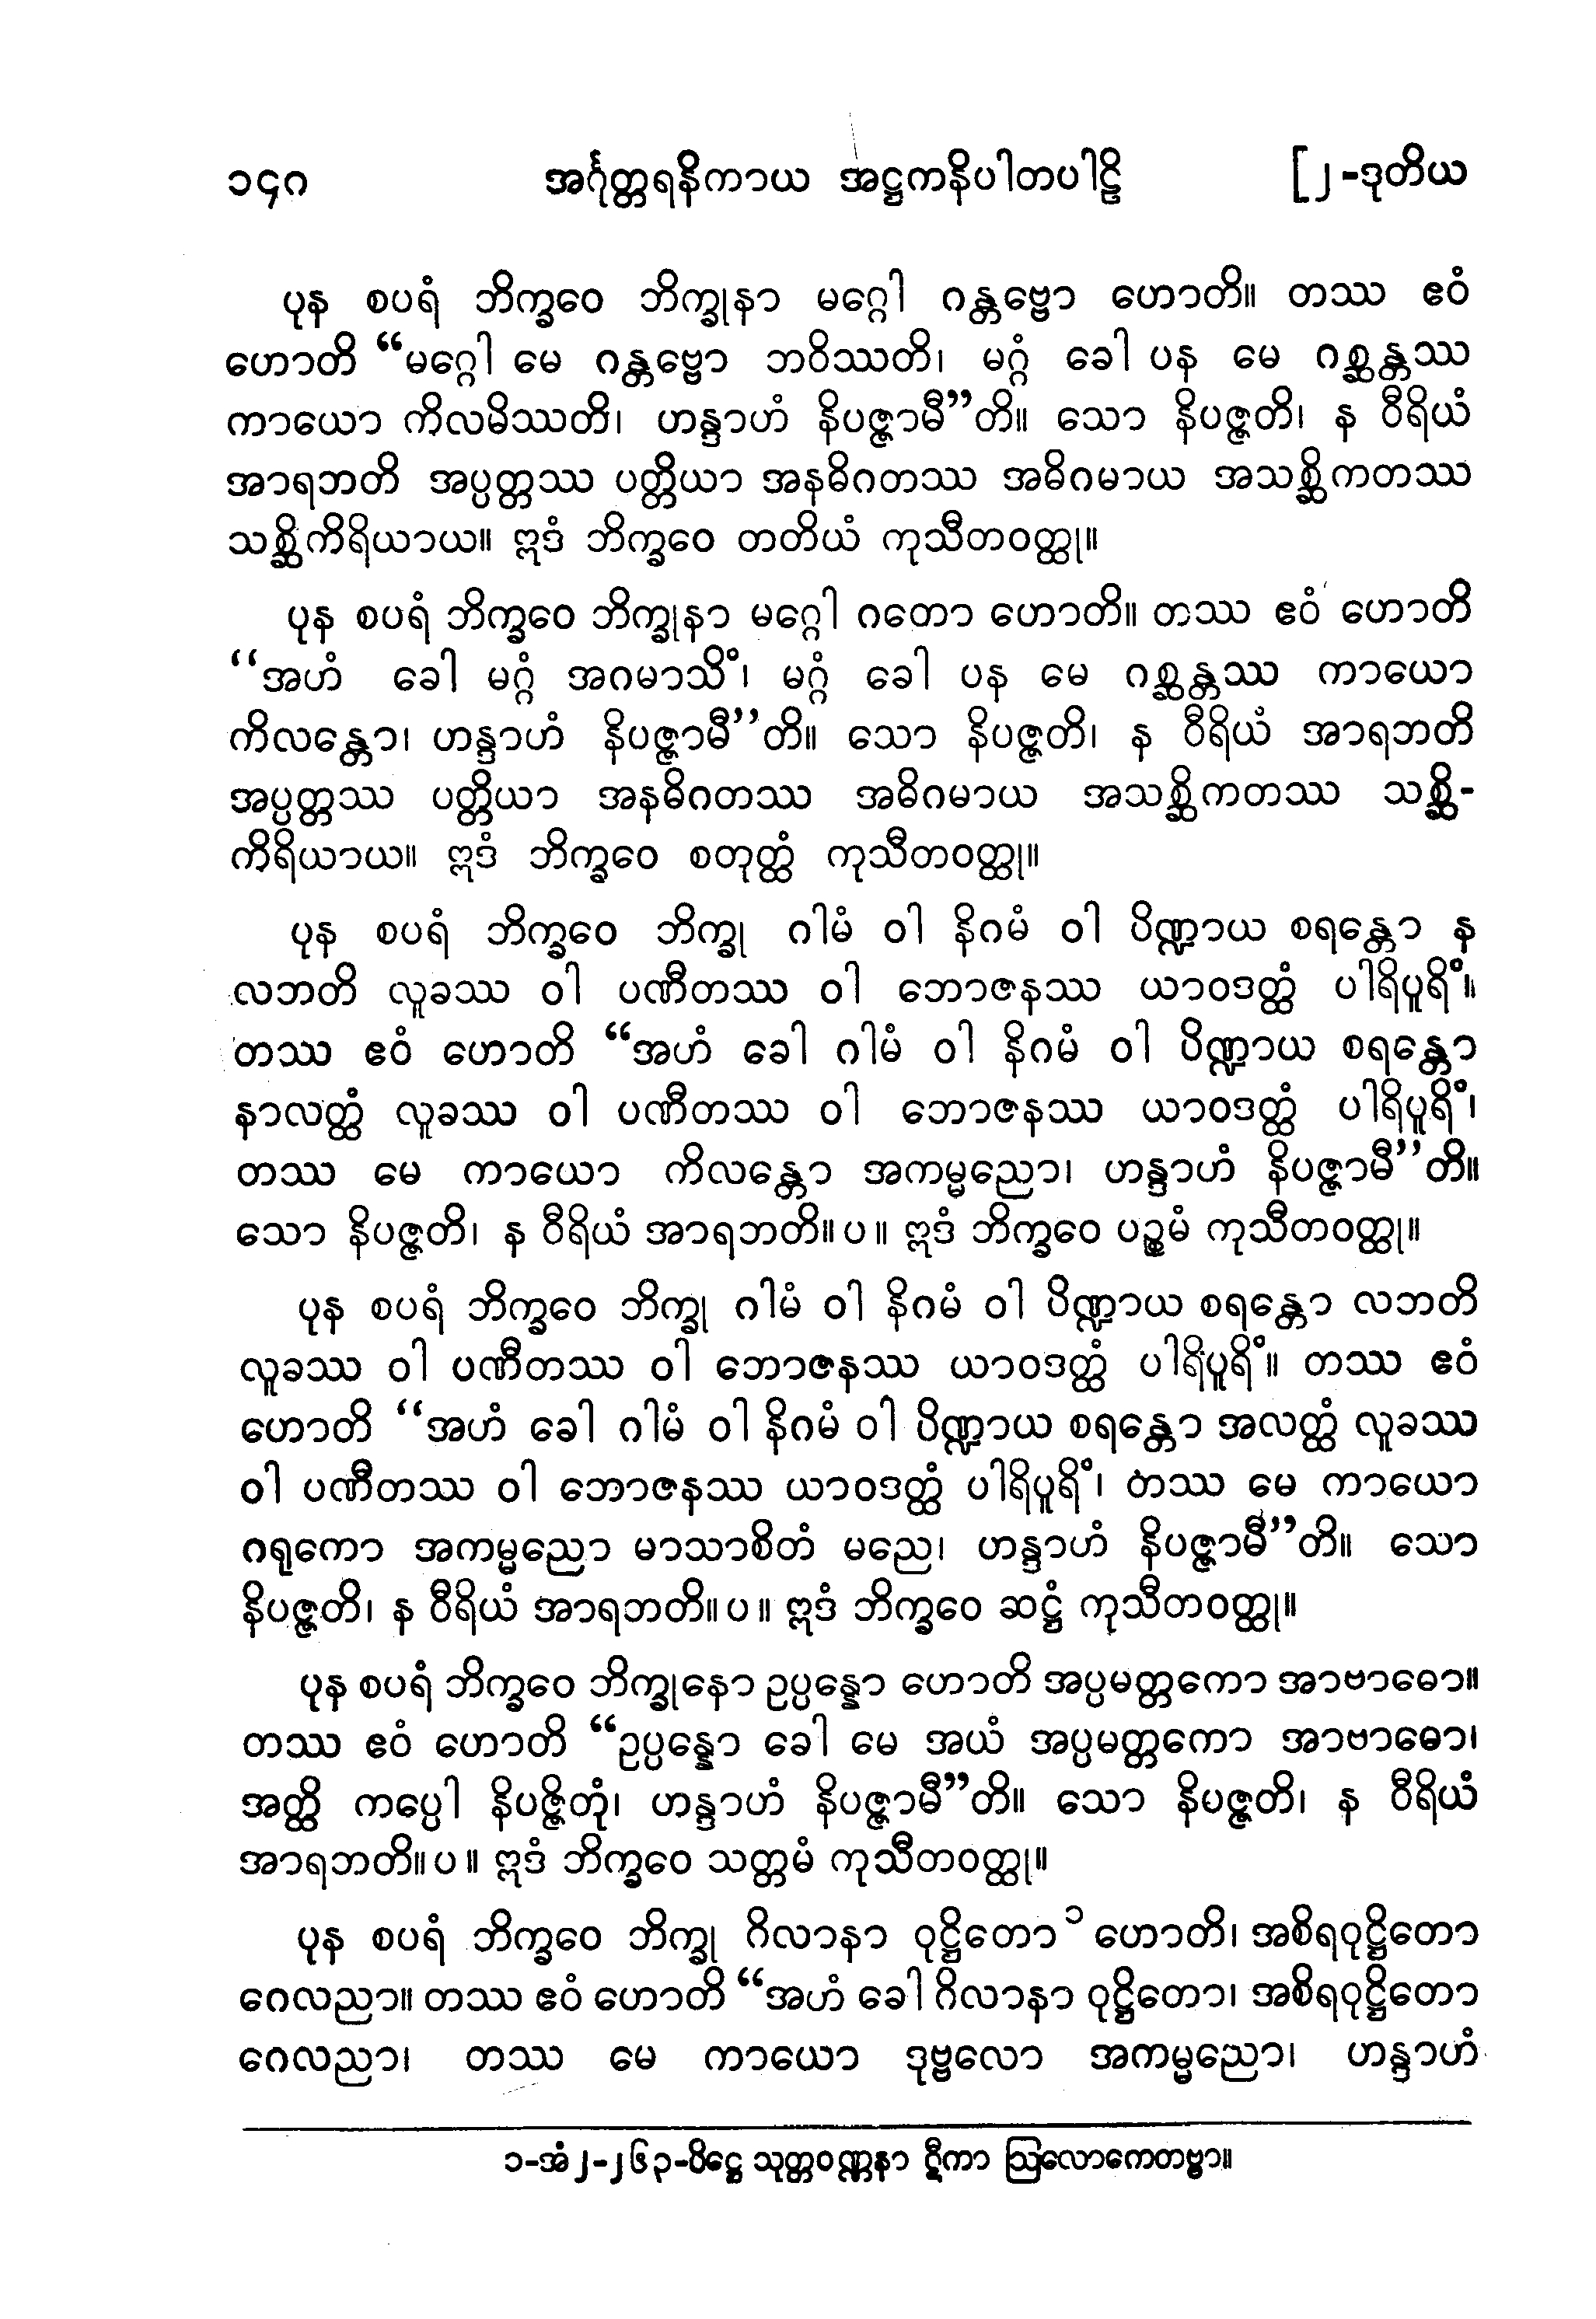 ၁၄ဂ အင်္ဂုတ္တရနိကာယ အဋ္ဌကနိပါတပါဠိ [၂-ဒုတိယ
ပုန စပရံ ဘိက္ခဝေ ဘိက္ခုနာ မဂ္ဂေါ ဂန္တဗ္ဗော ဟောတိ။ တဿ ဧဝံ
ဟောတိ “မဂ္ဂေါ မေ ဂန္တဗ္ဗော ဘဝိဿတိ၊ မဂ္ဂံ ခေါ ပန မေ ဂစ္ဆန္တဿ
ကာယော ကိလမိဿတိ၊ ဟန္ဒာဟံ နိပဇ္ဇာမီ”တိ။ သော နိပဇ္ဇတိ၊ န ဝီရိယံ
အာရဘတိ အပ္ပတ္တဿ ပတ္တိယာ အနဓိဂတဿ အဓိဂမာယ အသစ္ဆိကတဿ
သစ္ဆိကိရိယာယ။ ဣဒံ ဘိက္ခဝေ တတိယံ ကုသီတဝတ္ထု။
ပုန စပရံ ဘိက္ခဝေ ဘိက္ခုနာ မဂ္ဂေါ ဂတော ဟောတိ။ တဿ ဧဝံ ဟောတိ
“အဟံ ခေါ မဂ္ဂံ အဂမာသိံ၊ မဂ္ဂံ ခေါ ပန မေ ဂစ္ဆန္တဿ ကာယော
ကိလန္တော၊ ဟန္ဒာဟံ နိပဇ္ဇာမီ”တိ။ သော နိပဇ္ဇတိ၊ န ဝီရိယံ အာရဘတိ
အပ္ပတ္တဿ ပတ္တိယာ အနဓိဂတဿ အဓိဂမာယ အသစ္ဆိကတဿ သစ္ဆိ-
ကိရိယာယ။ ဣဒံ ဘိက္ခဝေ စတုတ္ထံ ကုသီတဝတ္ထု။
ပုန စပရံ ဘိက္ခဝေ ဘိက္ခု ဂါမံ ဝါ နိဂမံ ဝါ ပိဏ္ဍာယ စရန္တော န
လဘတိ လူခဿ ဝါ ပဏီတဿ ဝါ ဘောဇနဿ ယာဝဒတ္ထံ ပါရိပူရိံ။
တဿ ဧဝံ ဟောတိ “အဟံ ခေါ ဂါမံ ဝါ နိဂမံ ဝါ ပိဏ္ဍာယ စရန္တော
နာလတ္ထံ လူခဿ ဝါ ပဏီတဿ ဝါ ဘောဇနဿ ယာဝဒတ္ထံ ပါရိပူရိံ၊
တဿ မေ ကာယော ကိလန္တော အကမ္မညော၊ ဟန္ဒာဟံ နိပဇ္ဇာမီ”တိ။
သော နိပဇ္ဇတိ၊ န ဝီရိယံ အာရဘတိ။ပ။ ဣဒံ ဘိက္ခဝေ ပဉ္စမံ ကုသီတဝတ္ထု။
ပုန စပရံ ဘိက္ခဝေ ဘိက္ခု ဂါမံ ဝါ နိဂမံ ဝါ ပိဏ္ဍာယ စရန္တော လဘတိ
လူခဿ ဝါ ပဏီတဿ ဝါ ဘောဇနဿ ယာဝဒတ္ထံ ပါရိပူရိံ။ တဿ ဧဝံ
ဟောတိ “အဟံ ခေါ ဂါမံ ဝါ နိဂမံ ဝါ ပိဏ္ဍာယ စရန္တော အလတ္ထံ လူခဿ
ဝါ ပဏီတဿ ဝါ ဘောဇနဿ ယာဝဒတ္ထံ ပါရိပူရိံ၊ တဿ မေ ကာယော
ဂရုကော အကမ္မညော မာသာစိတံ မညေ၊ ဟန္ဒာဟံ နိပဇ္ဇာမီ”တိ။ သော
နိပဇ္ဇတိ၊ န ဝီရိယံ အာရဘတိ။ပ။ ဣဒံ ဘိက္ခဝေ ဆဋ္ဌံ ကုသီတဝတ္ထု။
ပုန စပရံ ဘိက္ခဝေ ဘိက္ခုနော ဥပ္ပန္နော ဟောတိ အပ္ပမတ္တကော အာဗာဓော။
တဿ ဧဝံ ဟောတိ “ဥပ္ပန္နော ခေါ မေ အယံ အပ္ပမတ္တကော အာဗာဓော၊
အတ္ထိ ကပ္ပေါ နိပဇ္ဇိတုံ၊ ဟန္ဒာဟံ နိပဇ္ဇာမီ”တိ။ သော နိပဇ္ဇတိ၊ န ဝီရိယံ
အာရဘတိ။ပ။ ဣဒံ ဘိက္ခဝေ သတ္တမံ ကုသီတဝတ္ထု။
ပုန စပရံ ဘိက္ခဝေ ဘိက္ခု ဂိလာနာ ဝုဋ္ဌိတော ၁ ဟောတိ၊ အစိရဝုဋ္ဌိတော
ဂေလညာ။ တဿ ဧဝံ ဟောတိ “အဟံ ခေါ ဂိလာနာ ဝုဋ္ဌိတော၊ အစိရဝုဋ္ဌိတော
ဂေလညာ၊ တဿ မေ ကာယော ဒုဗ္ဗလော အကမ္မညော၊ ဟန္ဒာဟံ
၁-အံ၂-၂၆၃-ပိဋ္ဌေ သုတ္တဝဏ္ဏနာ ဋီကာ ဩလောကေတဗ္ဗာ။